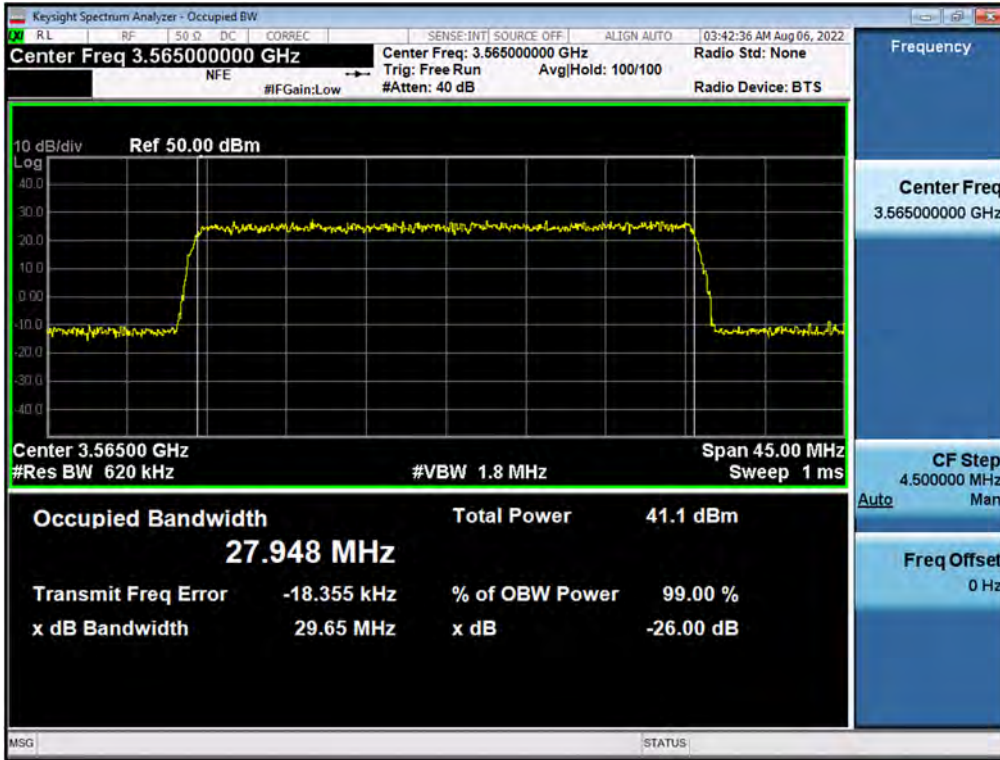 Keysight Spectrum Analyzer - Occupied BW
LXI RL RF 50 Ω DC CORREC SENSE:INT SOURCE OFF ALIGN AUTO 03:42:36 AM Aug 06, 2022
Center Freq 3.565000000 GHz
NFE
#IFGain:Low
Center Freq: 3.565000000 GHz
Trig: Free Run Avg|Hold: 100/100
#Atten: 40 dB
Radio Std: None
Radio Device: BTS
10 dB/div Ref 50.00 dBm
Log
40.0
30.0
20.0
10.0
0.00
-10.0
-20.0
-30.0
-40.0
Center 3.56500 GHz Span 45.00 MHz
#Res BW 620 kHz #VBW 1.8 MHz Sweep 1 ms
Occupied Bandwidth Total Power 41.1 dBm
27.948 MHz
Transmit Freq Error -18.355 kHz % of OBW Power 99.00 %
x dB Bandwidth 29.65 MHz x dB -26.00 dB
Frequency
Center Freq
3.565000000 GHz
CF Step
4.500000 MHz
Auto Man
Freq Offset
0 Hz
MSG STATUS